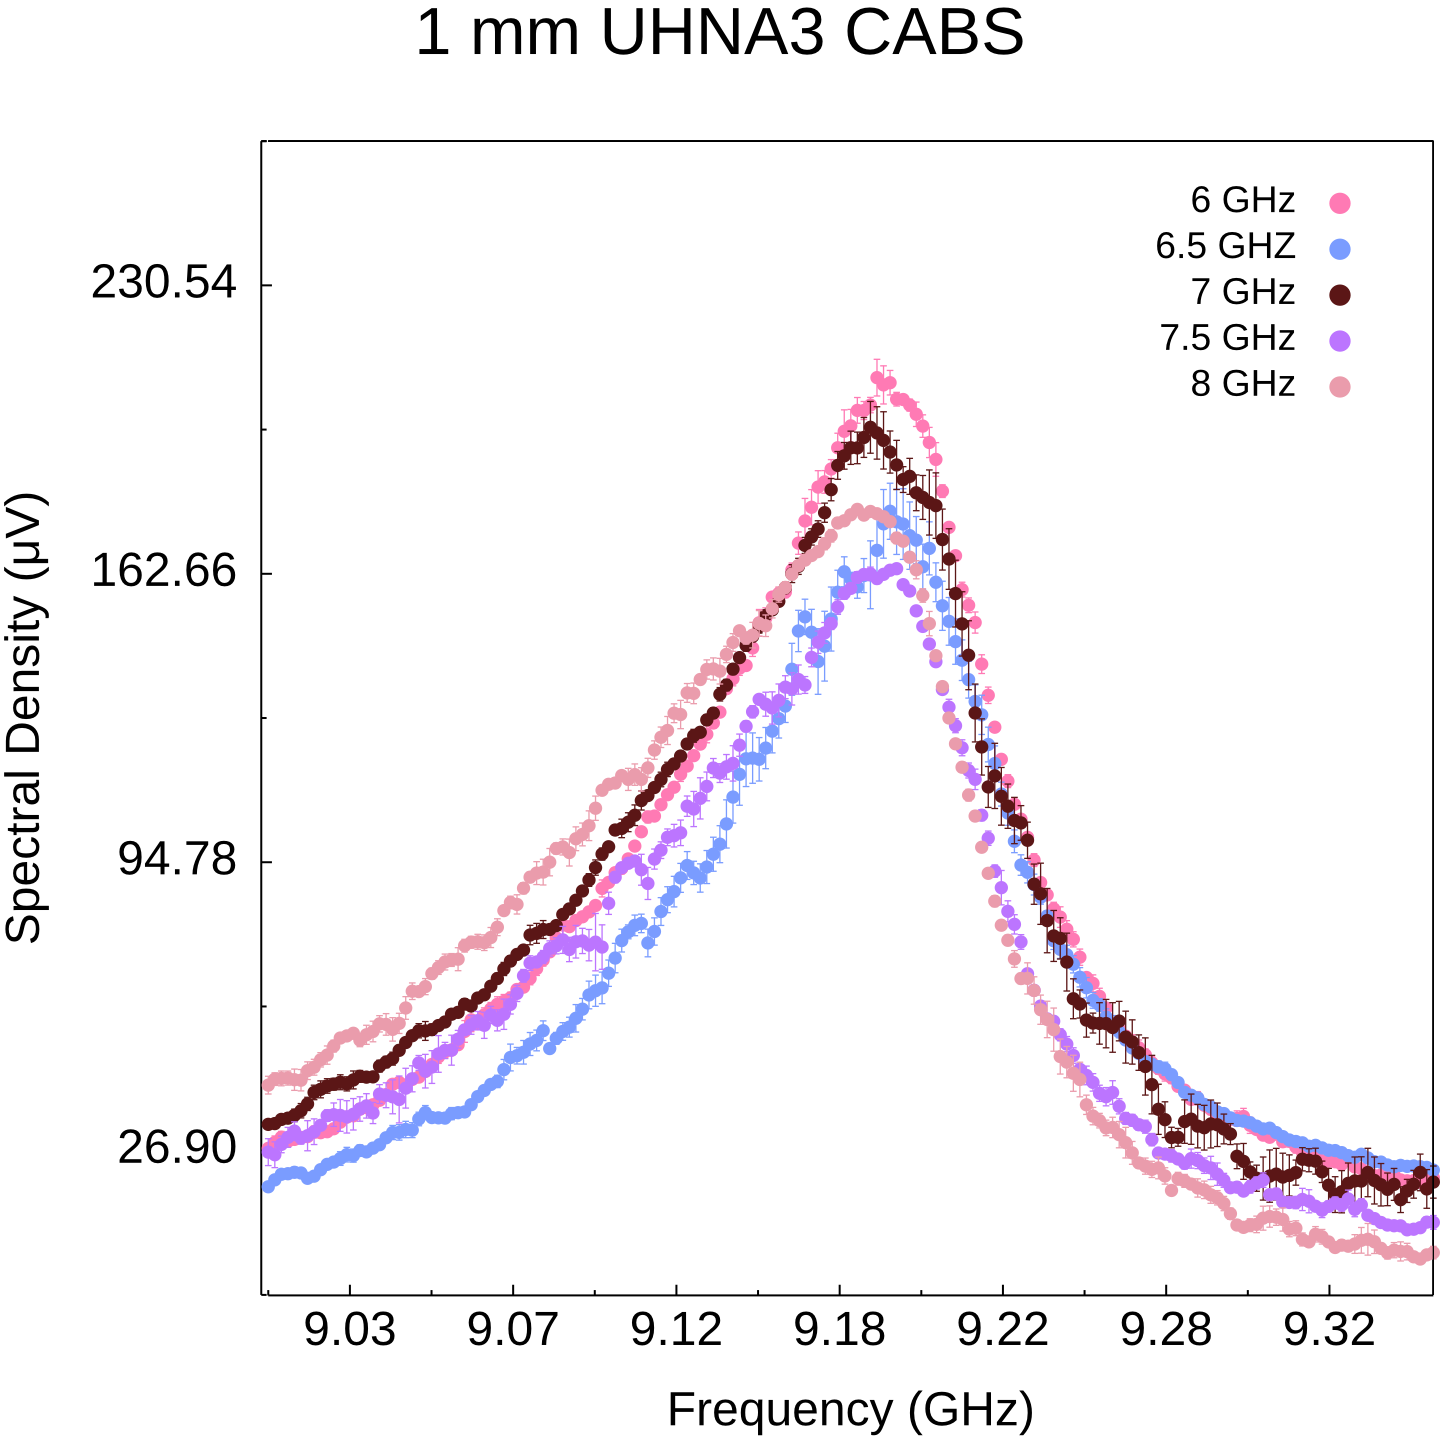 1 mm UHNA3 CABS
6 GHz
6.5 GHZ
7 GHz
7.5 GHz
8 GHz
230.54
162.66
94.78
26.90
Spectral Density (μV)
9.03 9.07 9.12 9.18 9.22 9.28 9.32
Frequency (GHz)